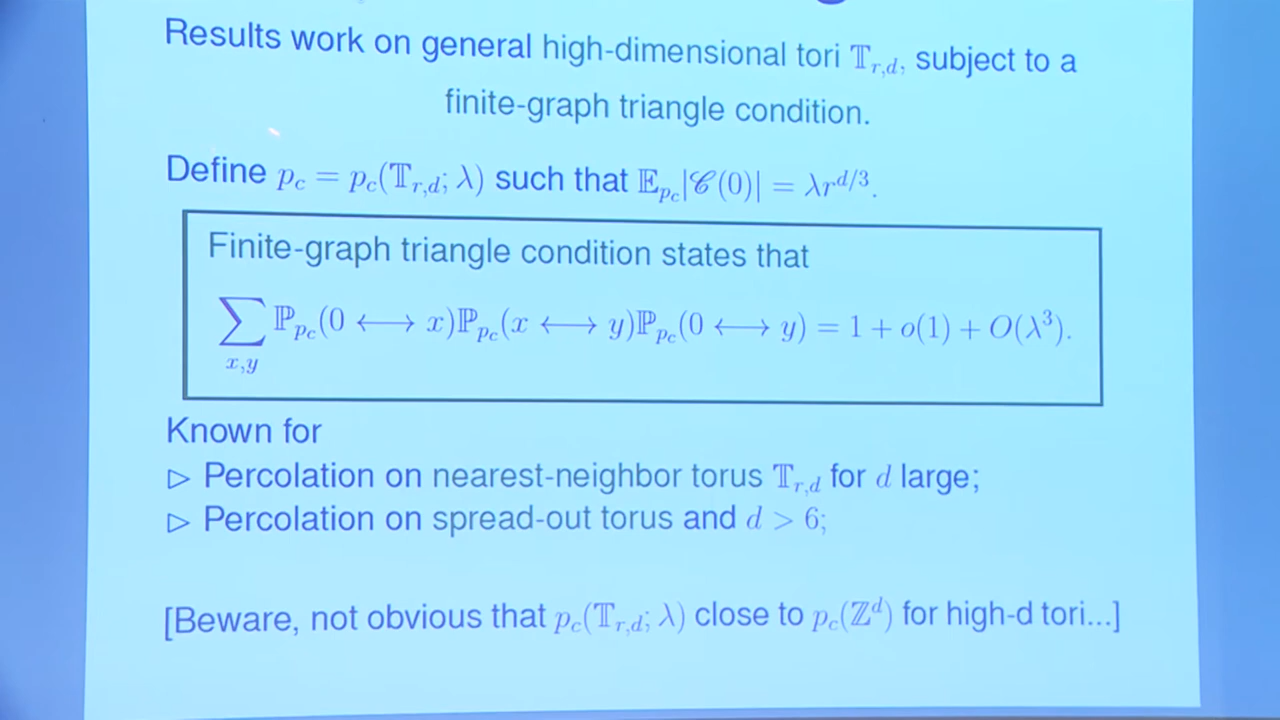 Results work on general high-dimensional tori 𝕋_{r,d}, subject to a
finite-graph triangle condition.
Define p_c = p_c(𝕋_{r,d}; λ) such that 𝔼_{p_c}|𝒞(0)| = λr^{d/3}.
Finite-graph triangle condition states that
∑_{x,y} ℙ_{p_c}(0 ⟷ x)ℙ_{p_c}(x ⟷ y)ℙ_{p_c}(0 ⟷ y) = 1 + o(1) + O(λ³).
Known for
▷ Percolation on nearest-neighbor torus 𝕋_{r,d} for d large;
▷ Percolation on spread-out torus and d > 6;
[Beware, not obvious that p_c(𝕋_{r,d}; λ) close to p_c(ℤ^d) for high-d tori...]